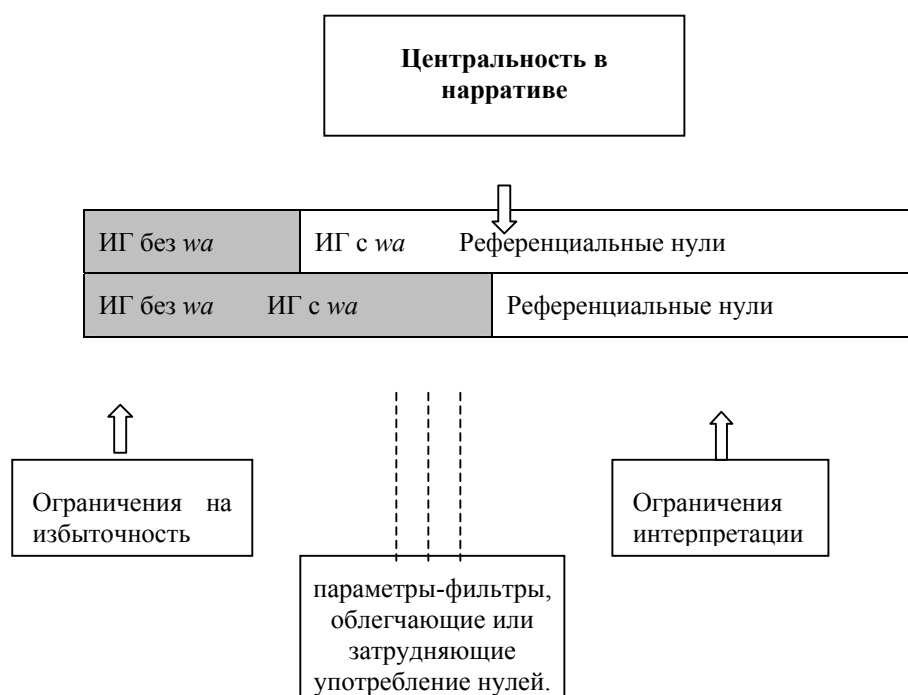 Центральность в
нарративе
ИГ без wa ИГ с wa Референциальные нули
ИГ без wa ИГ с wa Референциальные нули
Ограничения на
избыточность
параметры-фильтры,
облегчающие или
затрудняющие
употребление нулей.
Ограничения
интерпретации